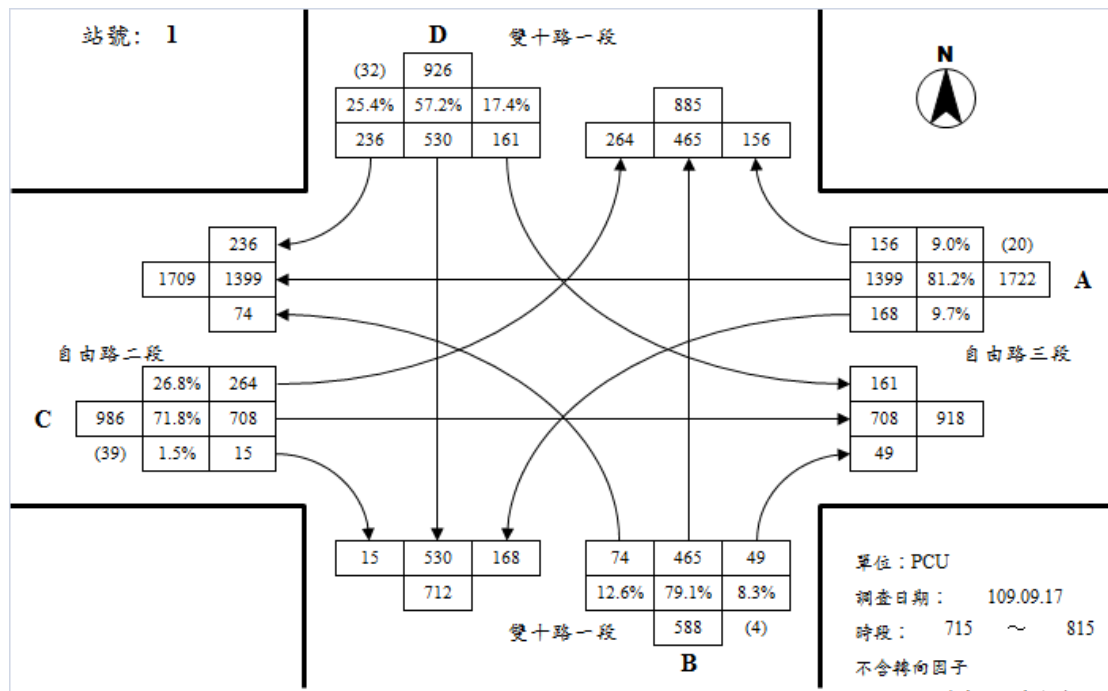 站號: 1
D 雙十路一段
N
(32) 926
25.4% 57.2% 17.4%
236 530 161
885
264 465 156
236
1709 1399
74
156 9.0% (20)
1399 81.2% 1722 A
168 9.7%
自由路二段
自由路三段
26.8% 264
C 986 71.8% 708
(39) 1.5% 15
161
708 918
49
15 530 168
712
74 465 49
12.6% 79.1% 8.3%
588 (4)
雙十路一段
B
單位:PCU
調查日期: 109.09.17
時段: 715 ~ 815
不含轉向因子